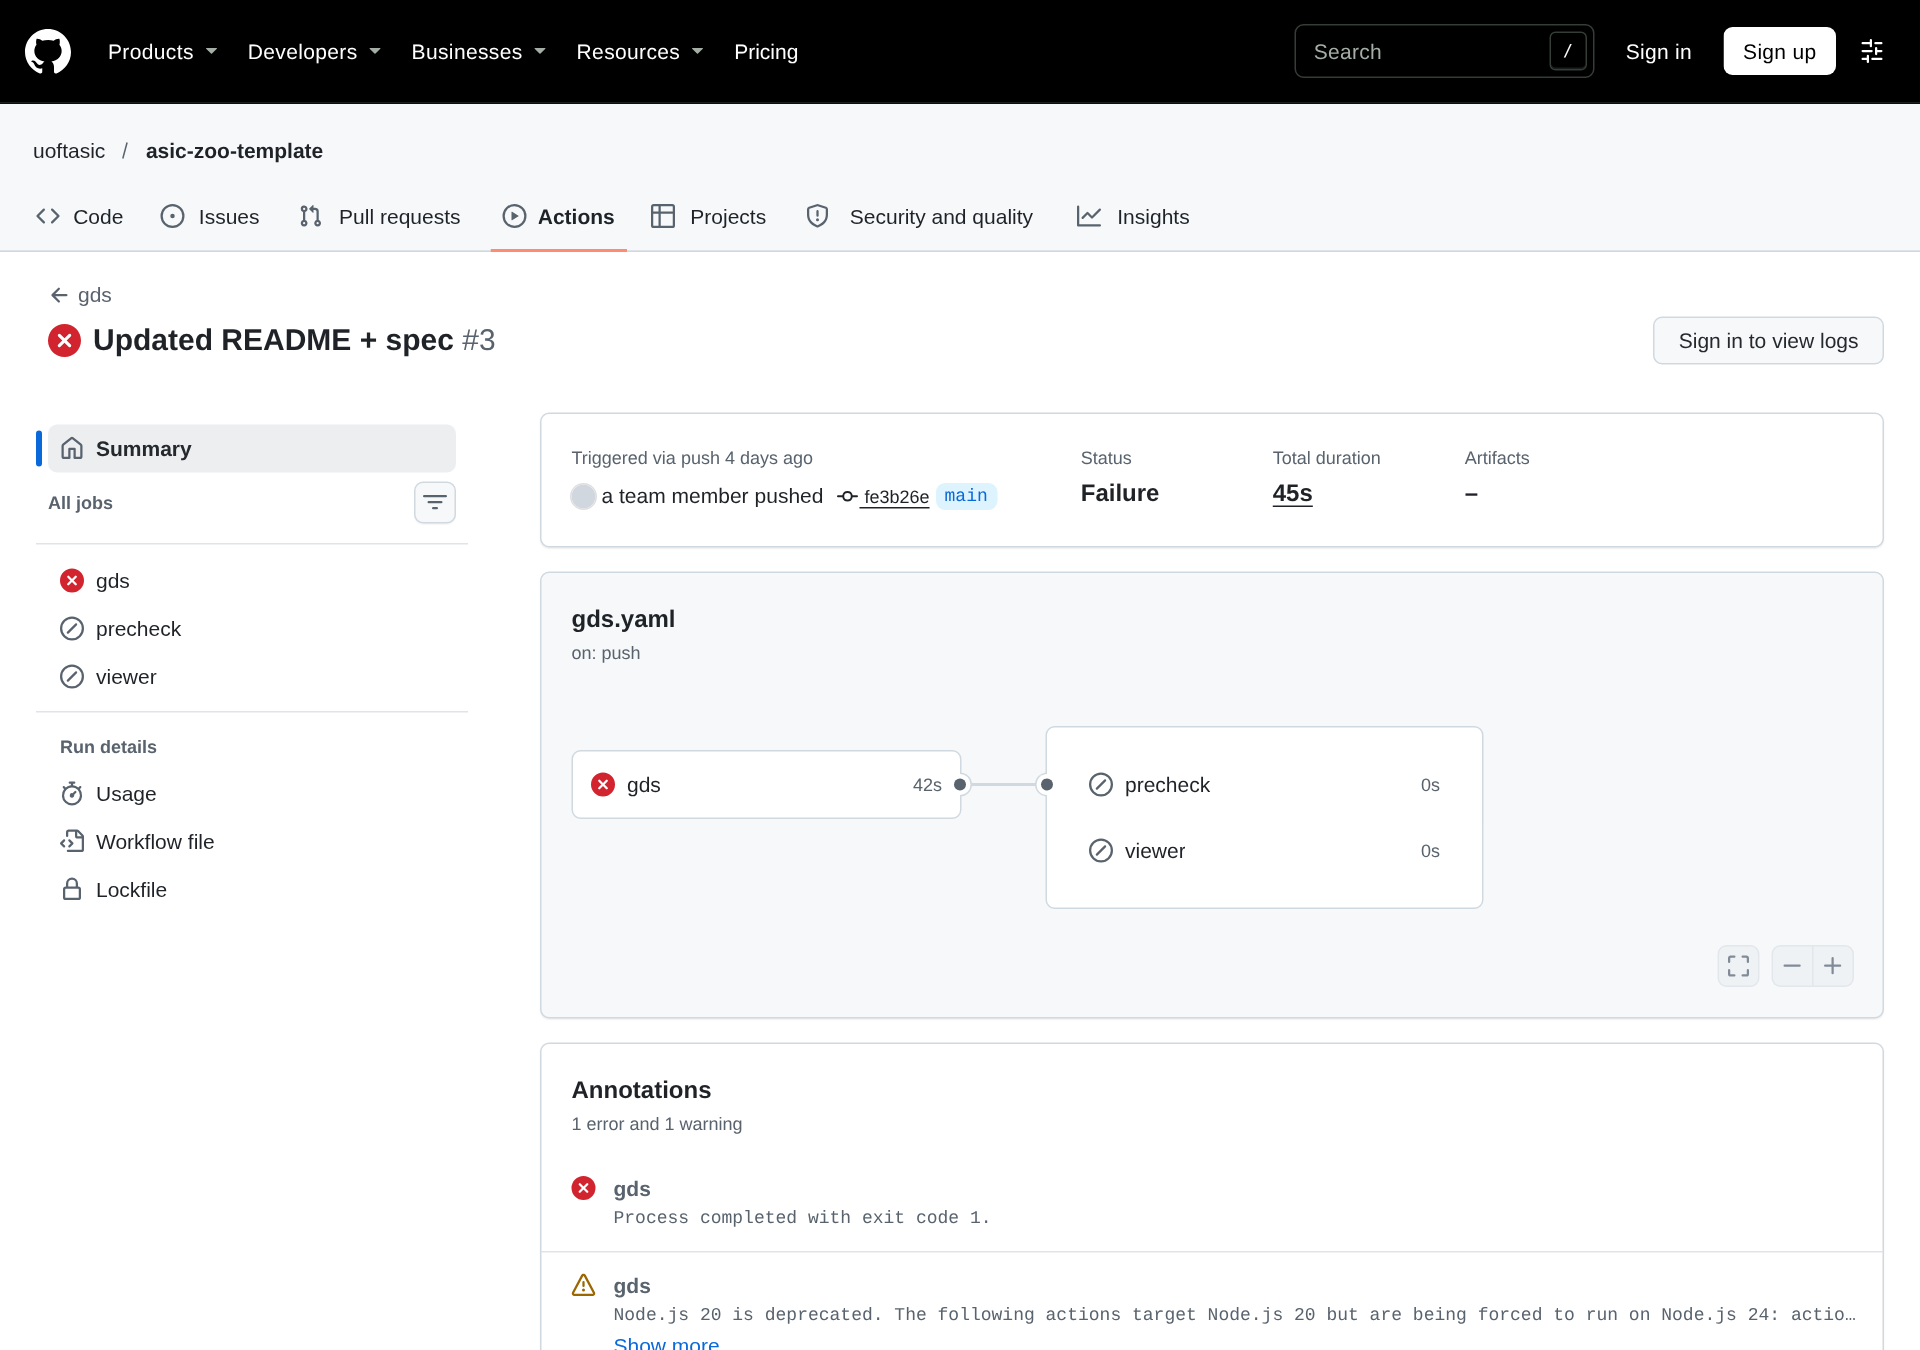 Products Developers Businesses Resources Pricing Search / Sign in Sign up
uoftasic / asic-zoo-template
Code Issues Pull requests Actions Projects Security and quality Insights
gds
Updated README + spec #3
Sign in to view logs
Summary
All jobs
gds
precheck
viewer
Run details
Usage
Workflow file
Lockfile
Triggered via push 4 days ago
a team member pushed fe3b26e main
Status
Failure
Total duration
45s
Artifacts
–
gds.yaml
on: push
gds 42s
precheck 0s
viewer 0s
Annotations
1 error and 1 warning
gds
Process completed with exit code 1.
gds
Node.js 20 is deprecated. The following actions target Node.js 20 but are being forced to run on Node.js 24: actio…
Show more